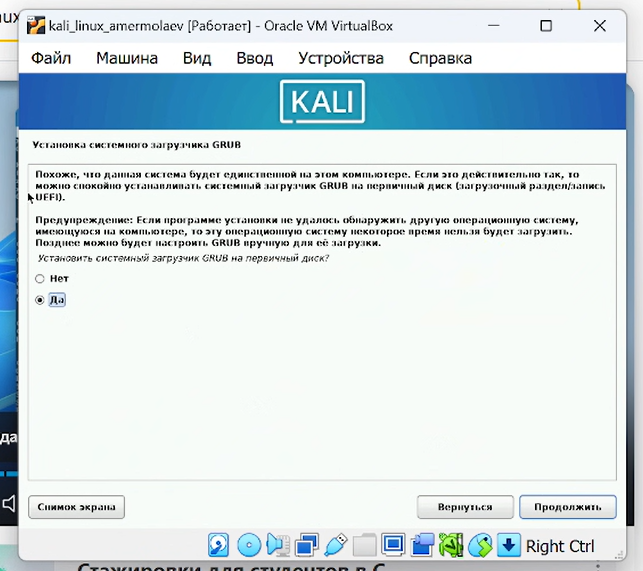 kali_linux_amermolaev [Работает] - Oracle VM VirtualBox
Файл Машина Вид Ввод Устройства Справка
KALI
Установка системного загрузчика GRUB
Похоже, что данная система будет единственной на этом компьютере. Если это действительно так, то
можно спокойно устанавливать системный загрузчик GRUB на первичный диск (загрузочный раздел/запись
UEFI).
Предупреждение: Если программе установки не удалось обнаружить другую операционную систему,
имеющуюся на компьютере, то эту операционную систему некоторое время нельзя будет загрузить.
Позднее можно будет настроить GRUB вручную для её загрузки.
Установить системный загрузчик GRUB на первичный диск?
Нет
Да
Снимок экрана Вернуться Продолжить
Right Ctrl
Стажировки для студентов в С